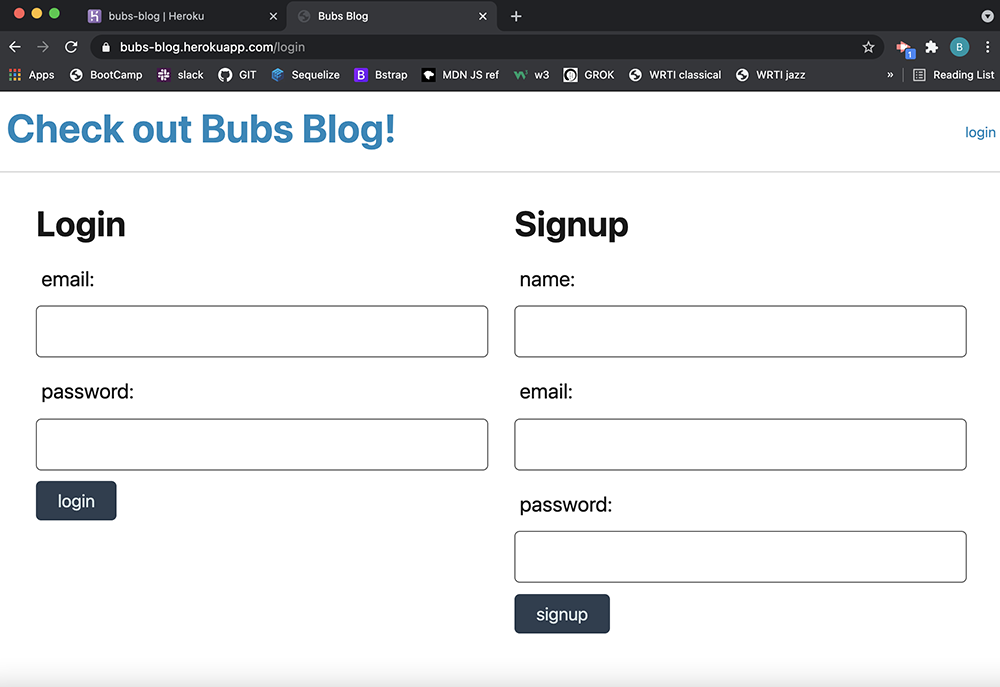 bubs-blog | Heroku
Bubs Blog
bubs-blog.herokuapp.com/login
B
1
Apps BootCamp slack GIT Sequelize B Bstrap MDN JS ref w3 GROK WRTI classical WRTI jazz » Reading List
Check out Bubs Blog!
login
Login
Signup
email:
name:
password:
email:
login
password:
signup